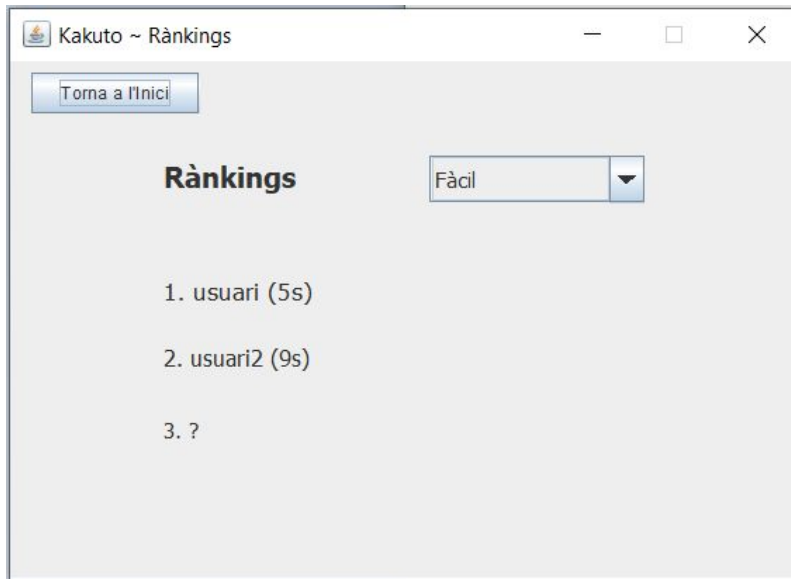 Kakuto ~ Rànkings
Torna a l'Inici
Rànkings
Fàcil
1. usuari (5s)
2. usuari2 (9s)
3. ?